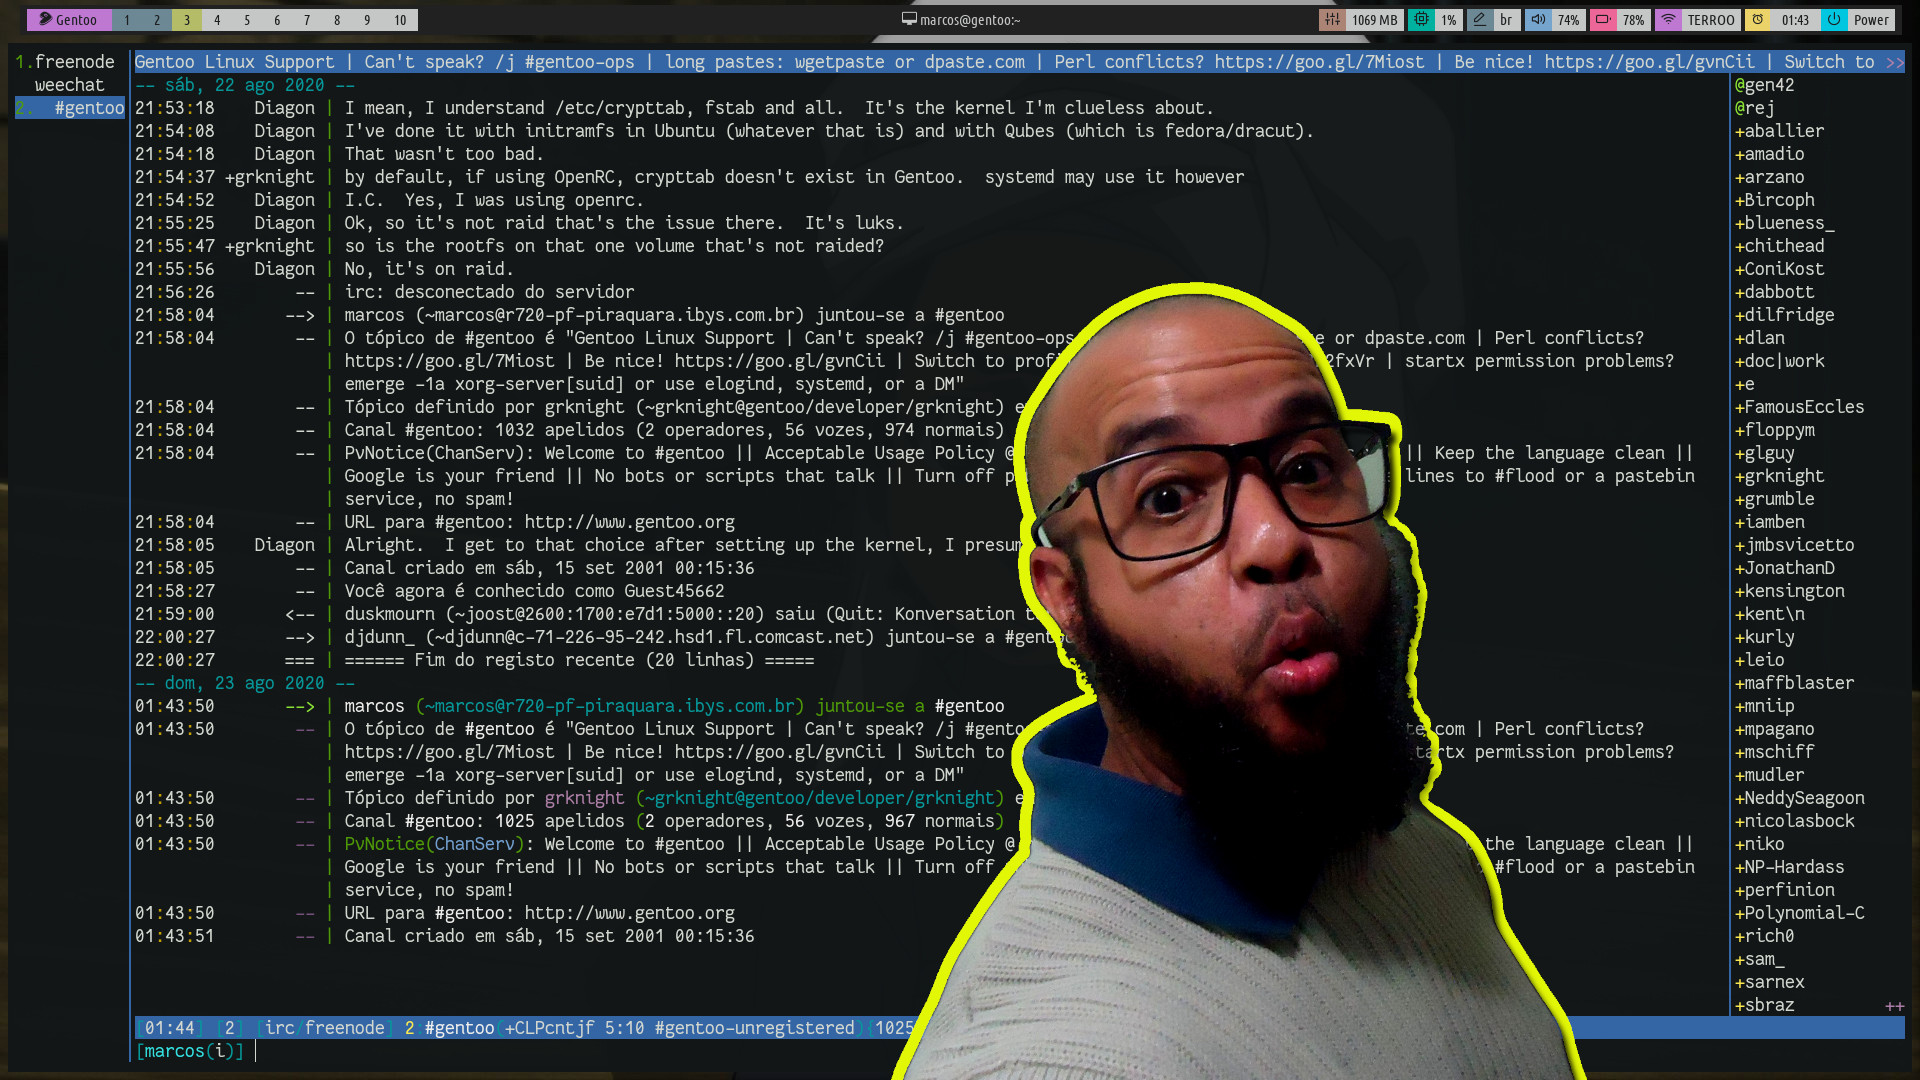 Gentoo 1 2 3 4 5 6 7 8 9 10 marcos@gentoo:~ 1069 MB 1% br 74% 78% TERROO 01:43 Power
1.freenode
weechat
2. #gentoo
Gentoo Linux Support | Can't speak? /j #gentoo-ops | long pastes: wgetpaste or dpaste.com | Perl conflicts? https://goo.gl/7Miost | Be nice! https://goo.gl/gvnCii | Switch to >>
-- sáb, 22 ago 2020 --
21:53:18 Diagon | I mean, I understand /etc/crypttab, fstab and all. It's the kernel I'm clueless about.
21:54:08 Diagon | I've done it with initramfs in Ubuntu (whatever that is) and with Qubes (which is fedora/dracut).
21:54:18 Diagon | That wasn't too bad.
21:54:37 +grknight | by default, if using OpenRC, crypttab doesn't exist in Gentoo. systemd may use it however
21:54:52 Diagon | I.C. Yes, I was using openrc.
21:55:25 Diagon | Ok, so it's not raid that's the issue there. It's luks.
21:55:47 +grknight | so is the rootfs on that one volume that's not raided?
21:55:56 Diagon | No, it's on raid.
21:56:26 -- | irc: desconectado do servidor
21:58:04 --> | marcos (~marcos@r720-pf-piraquara.ibys.com.br) juntou-se a #gentoo
21:58:04 -- | O tópico de #gentoo é "Gentoo Linux Support | Can't speak? /j #gentoo-ops or dpaste.com | Perl conflicts?
| https://goo.gl/7Miost | Be nice! https://goo.gl/gvnCii | Switch to | startx permission problems?
| emerge -1a xorg-server[suid] or use elogind, systemd, or a DM"
21:58:04 -- | Tópico definido por grknight (~grknight@gentoo/developer/grknight)
21:58:04 -- | Canal #gentoo: 1032 apelidos (2 operadores, 56 vozes, 974 normais)
21:58:04 -- | PvNotice(ChanServ): Welcome to #gentoo || Acceptable Usage Policy @ || Keep the language clean ||
| Google is your friend || No bots or scripts that talk || Turn off lines to #flood or a pastebin
| service, no spam!
21:58:04 -- | URL para #gentoo: http://www.gentoo.org
21:58:05 Diagon | Alright. I get to that choice after setting up the kernel, I
21:58:05 -- | Canal criado em sáb, 15 set 2001 00:15:36
21:58:27 -- | Você agora é conhecido como Guest45662
21:59:00 <-- | duskmourn (~joost@2600:1700:e7d1:5000::20) saiu (Quit: Konversation
22:00:27 --> | djdunn_ (~djdunn@c-71-226-95-242.hsd1.fl.comcast.net) juntou-se a
22:00:27 === | ====== Fim do registo recente (20 linhas) =====
-- dom, 23 ago 2020 --
01:43:50 --> | marcos (~marcos@r720-pf-piraquara.ibys.com.br) juntou-se a #gentoo
01:43:50 -- | O tópico de #gentoo é "Gentoo Linux Support | Can't speak? /j | Perl conflicts?
| https://goo.gl/7Miost | Be nice! https://goo.gl/gvnCii | Switch to permission problems?
| emerge -1a xorg-server[suid] or use elogind, systemd, or a DM"
01:43:50 -- | Tópico definido por grknight (~grknight@gentoo/developer/grknight)
01:43:50 -- | Canal #gentoo: 1025 apelidos (2 operadores, 56 vozes, 967 normais)
01:43:50 -- | PvNotice(ChanServ): Welcome to #gentoo || Acceptable Usage Policy @ the language clean ||
| Google is your friend || No bots or scripts that talk || Turn off #flood or a pastebin
| service, no spam!
01:43:50 -- | URL para #gentoo: http://www.gentoo.org
01:43:51 -- | Canal criado em sáb, 15 set 2001 00:15:36
[01:44] [2] [irc/freenode] 2 #gentoo(+CLPcntjf 5:10 #gentoo-unregistered){1025
[marcos(i)]
@gen42
@rej
+aballier
+amadio
+arzano
+Bircoph
+blueness_
+chithead
+ConiKost
+dabbott
+dilfridge
+dlan
+doc|work
+e
+FamousEccles
+floppym
+glguy
+grknight
+grumble
+iamben
+jmbsvicetto
+JonathanD
+kensington
+kent\n
+kurly
+leio
+maffblaster
+mniip
+mpagano
+mschiff
+mudler
+NeddySeagoon
+nicolasbock
+niko
+NP-Hardass
+perfinion
+Polynomial-C
+rich0
+sam_
+sarnex
+sbraz ++